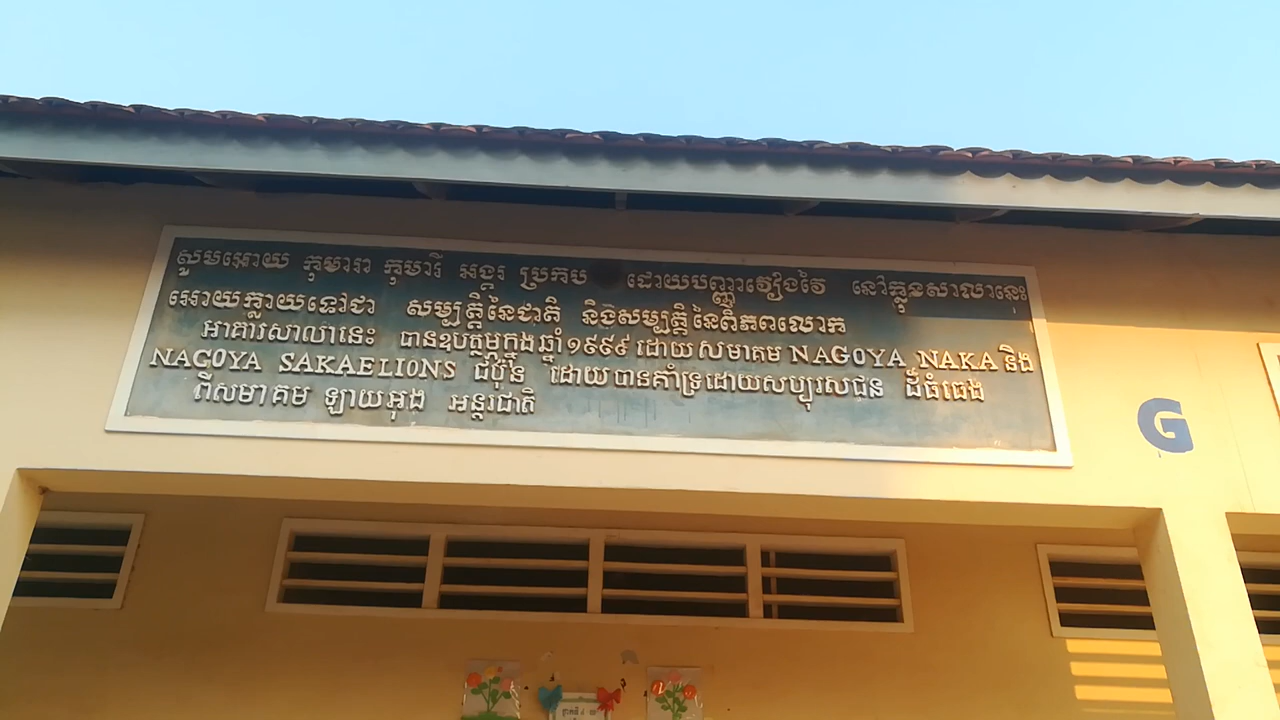 សូមអោយ កុមារា កុមារី អង្គរ ប្រកប ដោយបញ្ញាវៀងវៃ នៅក្នុងសាលានេះ
អោយក្លាយទៅជា សម្បត្តិនៃជាតិ និងសម្បត្តិនៃពិភពលោក
អាគារសាលានេះ បានឧបត្ថម្ភក្នុងឆ្នាំ ១៩៩៩ ដោយសមាគម NAGOYA NAKA និង
NAGOYA SAKAE LIONS ជប៉ុន ដោយបានគាំទ្រដោយសប្បុរសជន ដ៏ធំធេង
ពីសមាគម ឡាយអុង អន្តរជាតិ
G